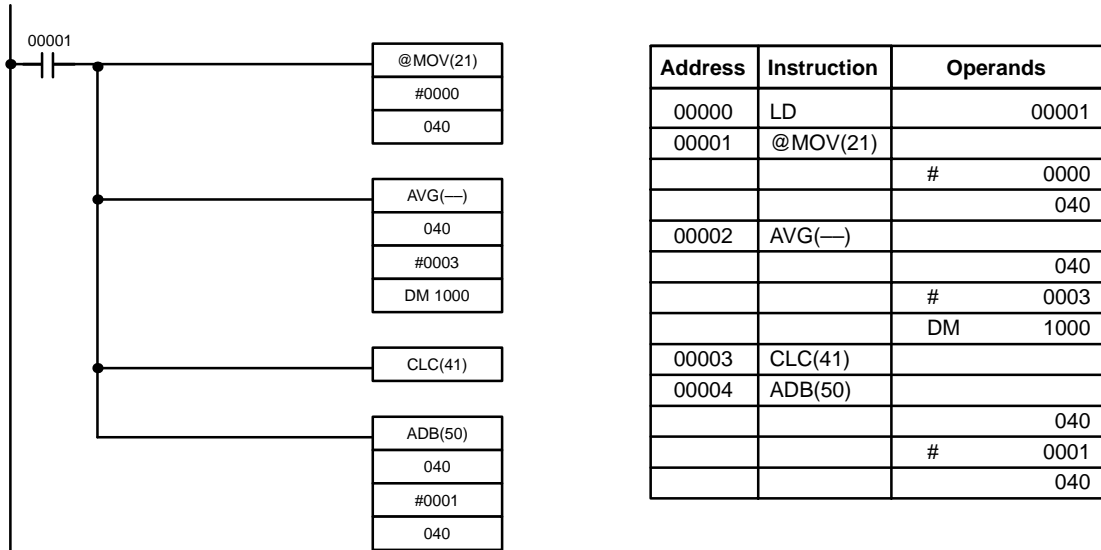 00001
@MOV(21)
#0000
040
AVG(––)
040
#0003
DM 1000
CLC(41)
ADB(50)
040
#0001
040
Address Instruction Operands
00000 LD 00001
00001 @MOV(21)
# 0000
040
00002 AVG(––)
040
# 0003
DM 1000
00003 CLC(41)
00004 ADB(50)
040
# 0001
040